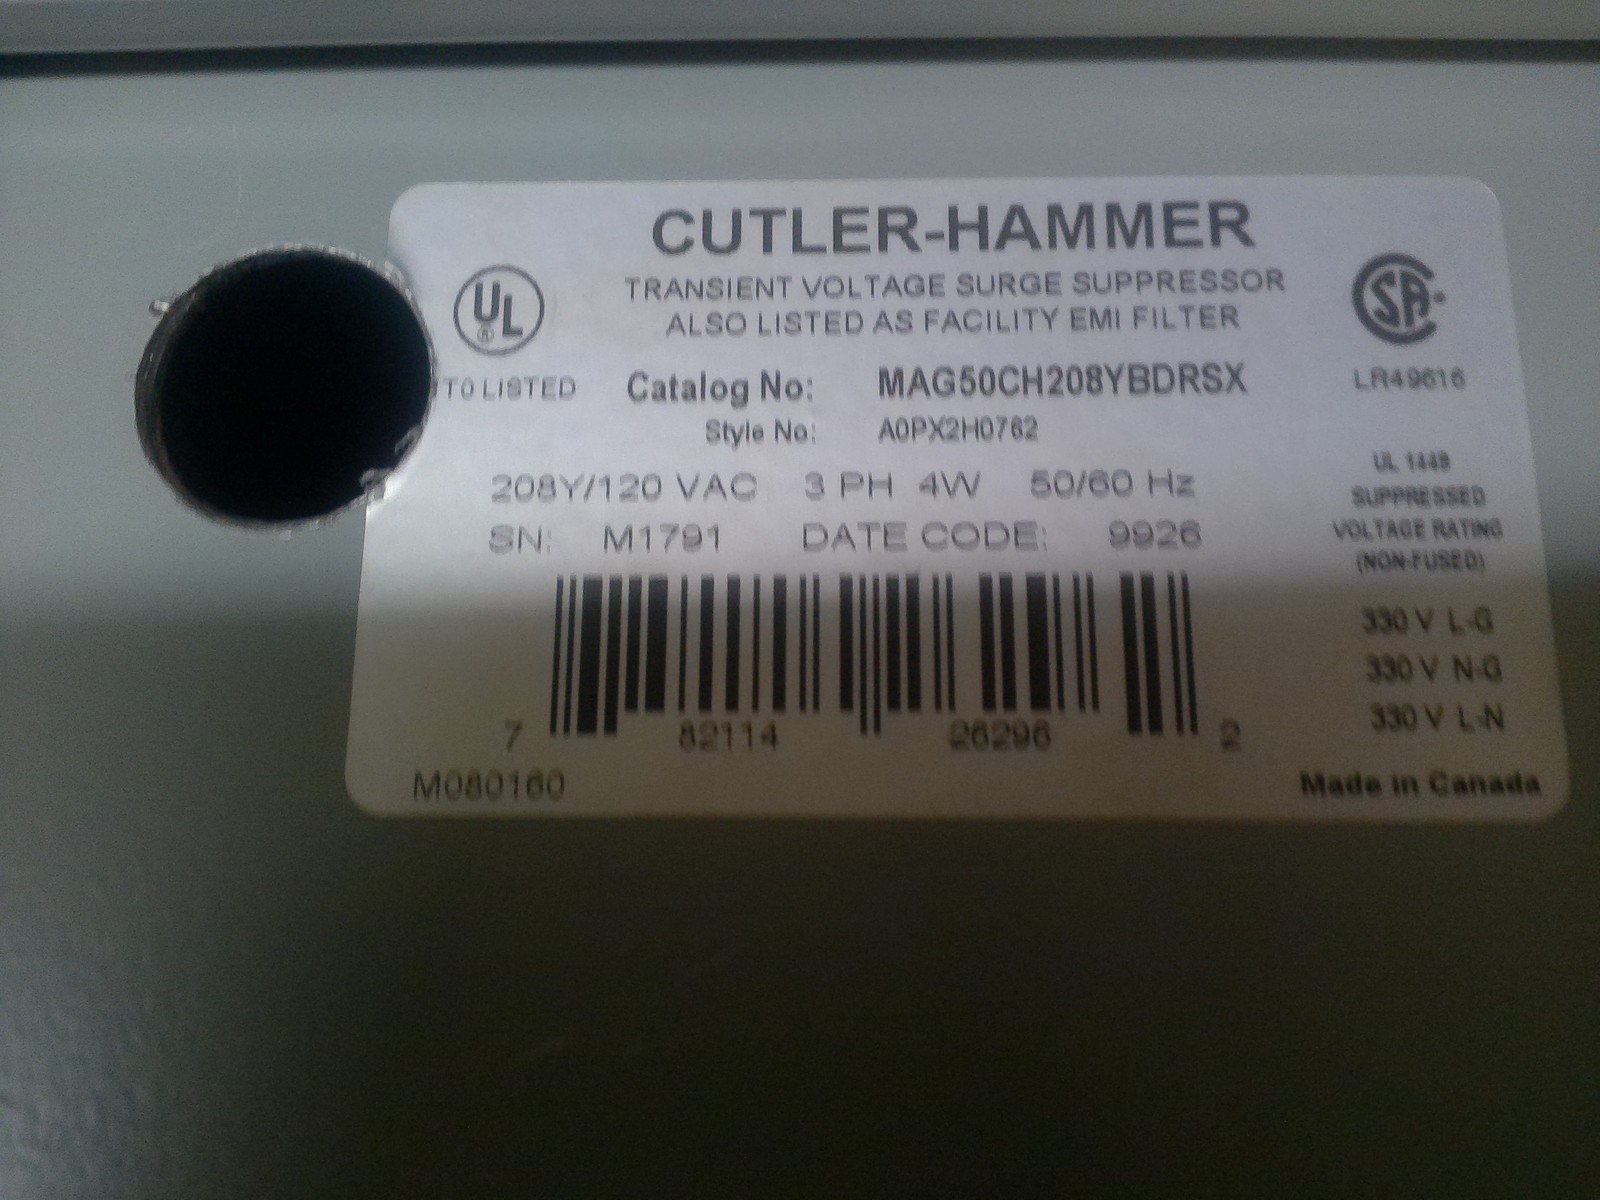 CUTLER-HAMMER
TRANSIENT VOLTAGE SURGE SUPPRESSOR
ALSO LISTED AS FACILITY EMI FILTER
UL
®
SA
LISTED
Catalog No: MAG50CH208YBDRSX
LR49616
Style No: A0PX2H0762
208Y/120 VAC 3 PH 4W 50/60 Hz
SN: M1791 DATE CODE: 9926
UL 1449
SUPPRESSED
VOLTAGE RATING
(NON-FUSED)
330 V L-G
330 V N-G
330 V L-N
7 82114 26296 2
M080160
Made in Canada